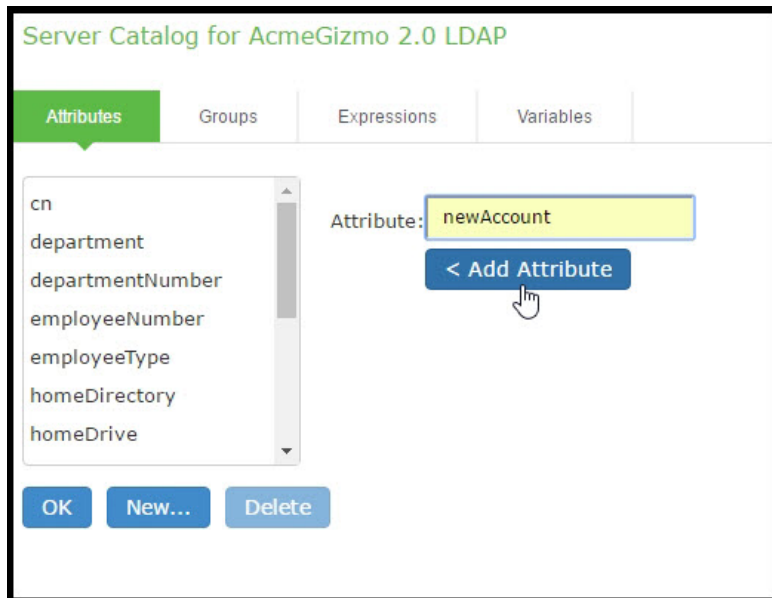 Server Catalog for AcmeGizmo 2.0 LDAP
Attributes Groups Expressions Variables
cn
department
departmentNumber
employeeNumber
employeeType
homeDirectory
homeDrive
Attribute: newAccount
< Add Attribute
OK New... Delete